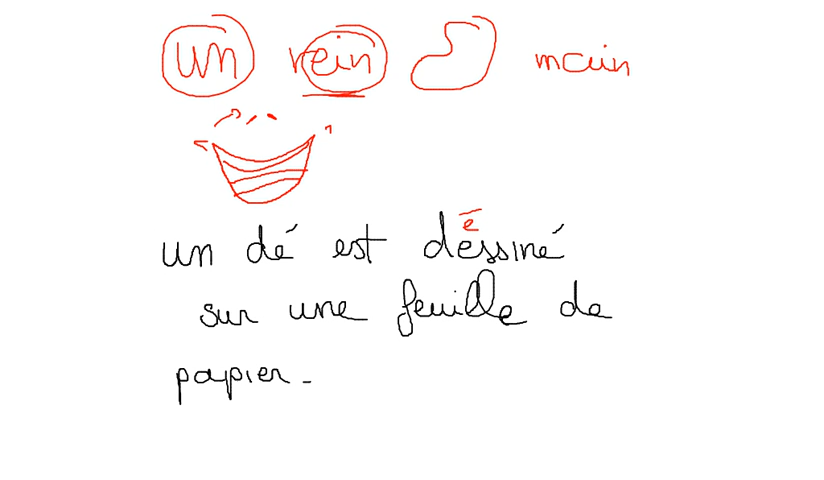 un rein main
é
un dé est dessiné
sur une feuille de
papier.